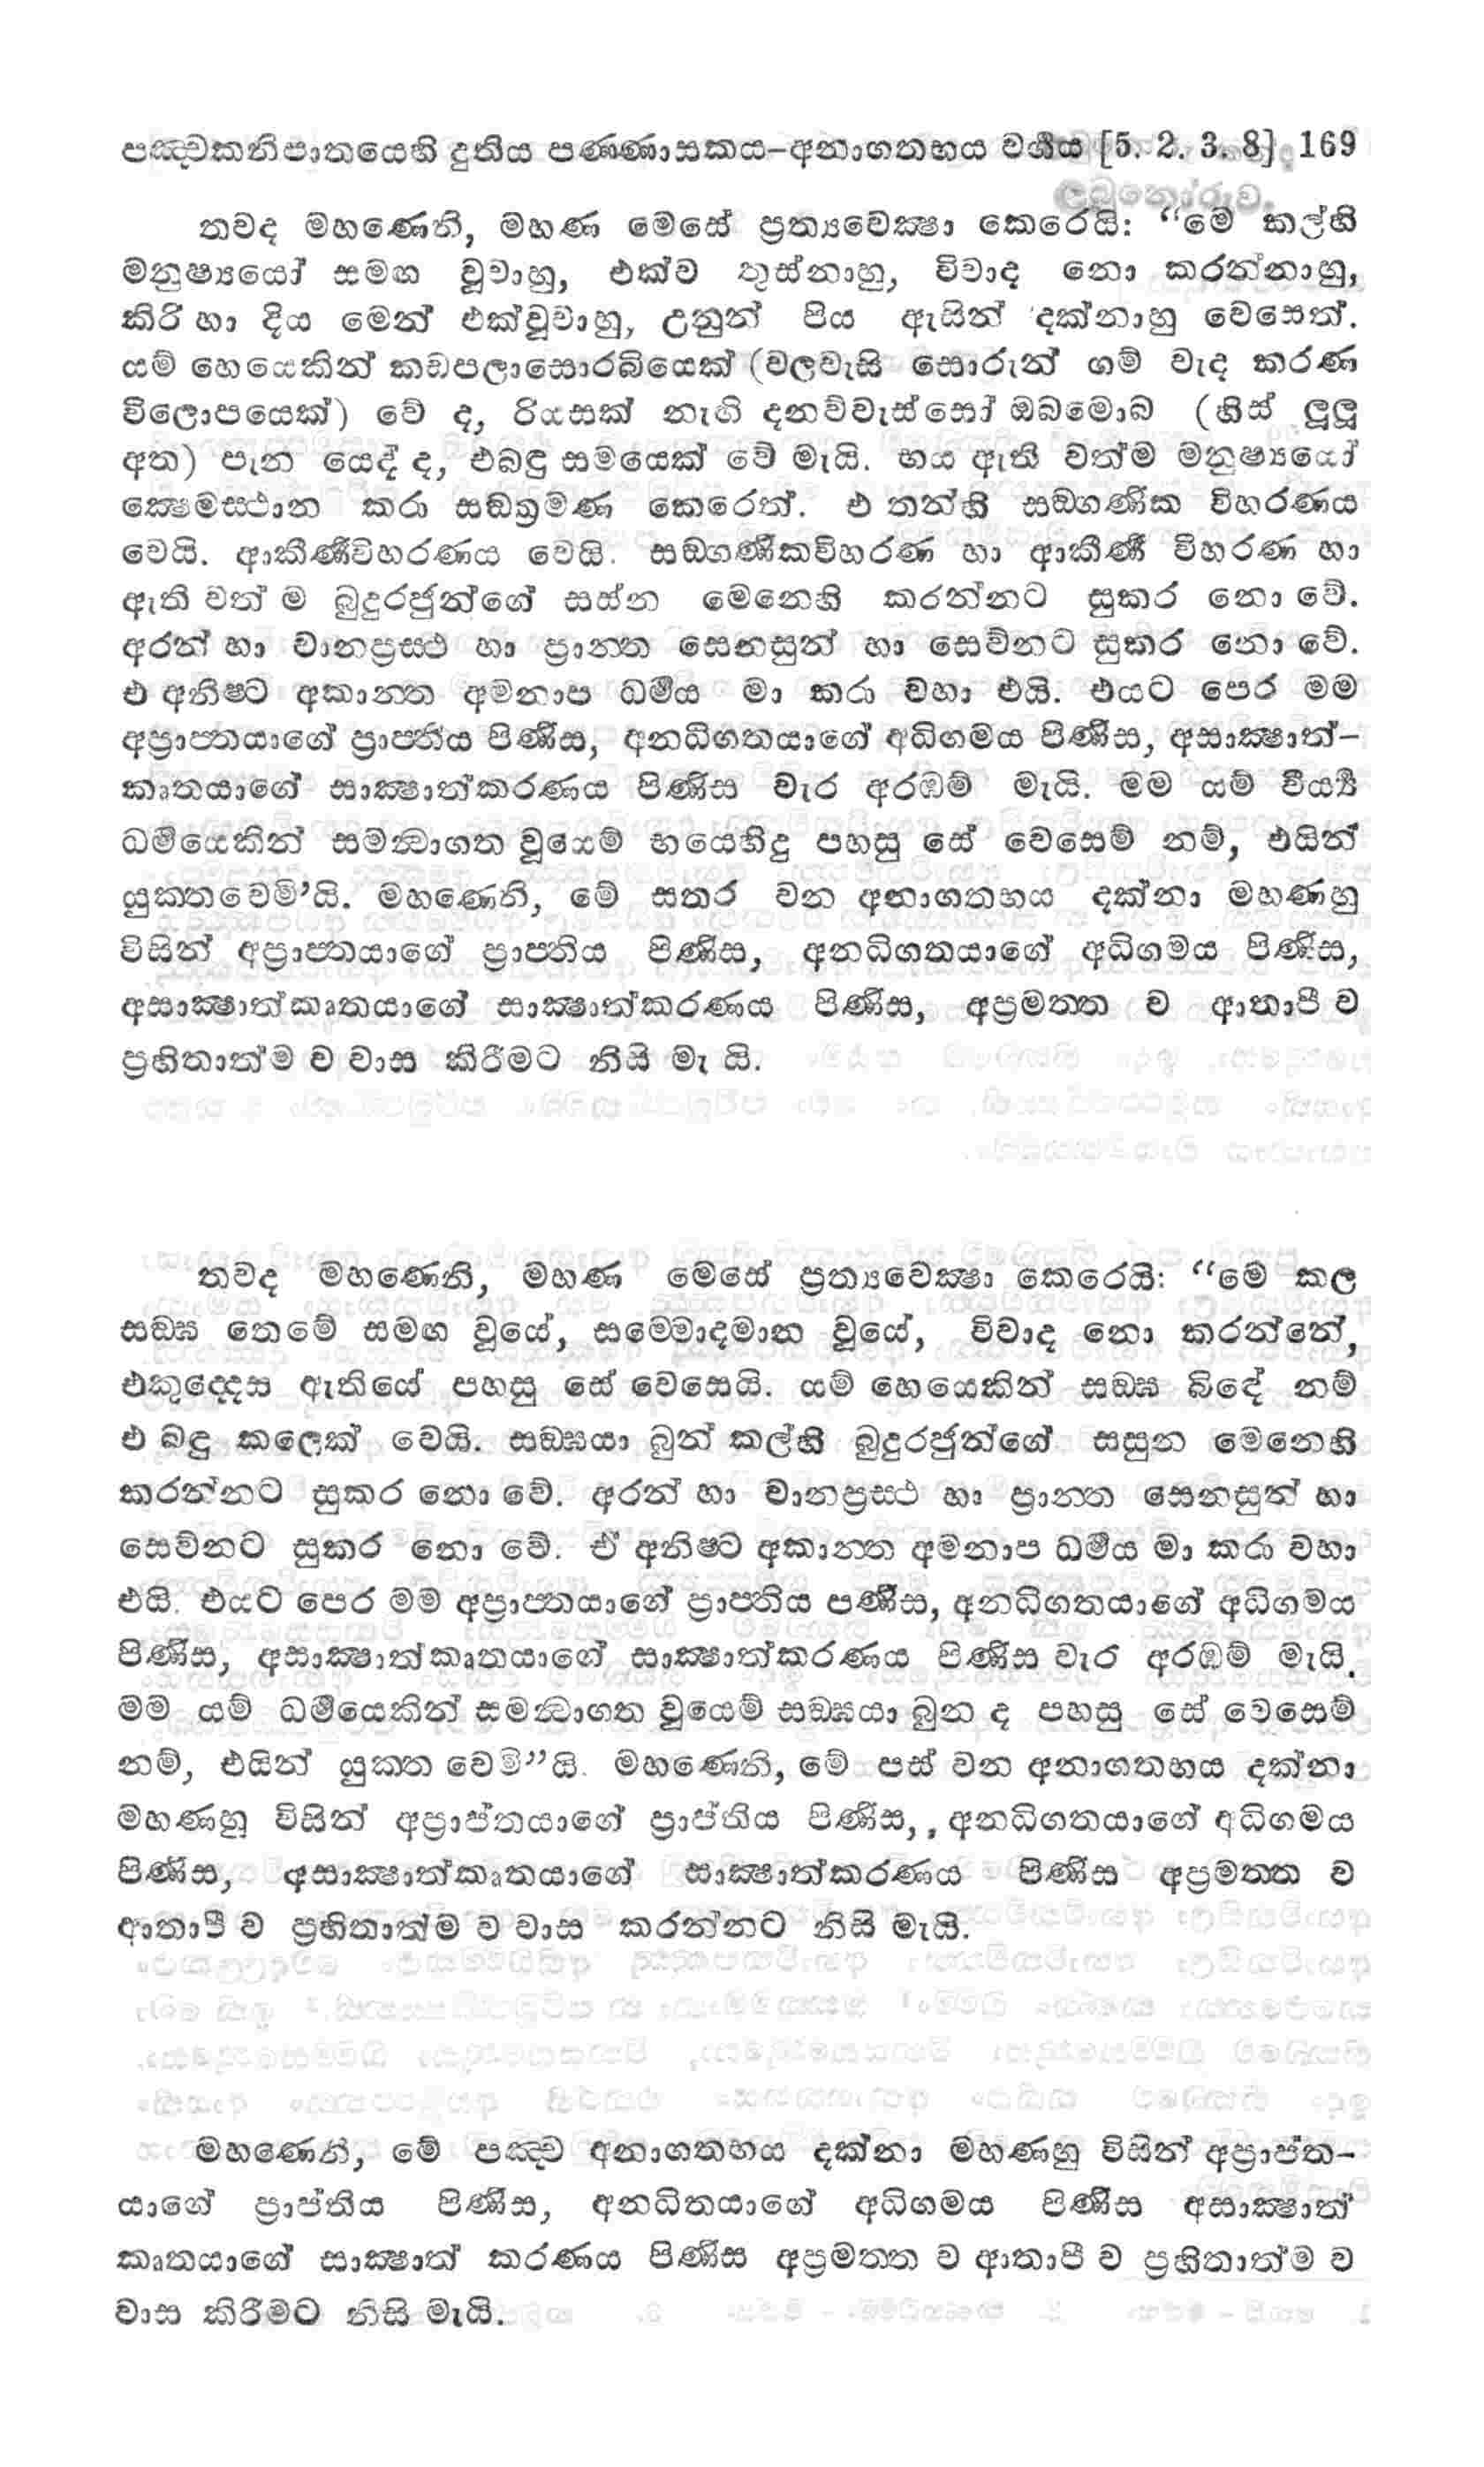 පඤ්චකනිපාතයෙහි දුතිය පණ්ණාසකය-අනාගතභය වර්ගය [5. 2. 3. 8] 169
තවද මහණෙනි, මහණ මෙසේ ප්‍රත්‍යවෙක්‍ෂා කෙරෙයි: “මෙ කල්හි
මනුෂ්‍යයෝ සමඟ වූවාහු, එක්ව තුස්නාහු, විවාද නො කරන්නාහු,
කිරි හා දිය මෙන් එක්වූවාහු, උනුන් පිය ඇසින් දක්නාහු වෙසෙත්.
යම් හෙයෙකින් කඩපලාසොරබියෙක් (වලවැසි සොරුන් ගම් වැද කරණ
විලොපයෙක්) වේ ද, රියසක් නැඟි දනව්වැස්සෝ ඔබමොබ (හිස් ලූලූ
අත) පැන යෙද් ද, එබඳු සමයෙක් වේ මැයි. භය ඇති වත්ම මනුෂ්‍යයෝ
ක්‍ෂෙමස්ථාන කරා සඞ්ක්‍රමණ කෙරෙත්. එ තන්හි සඞ්ගණික විහරණය
වෙයි. ආකීර්ණවිහරණය වෙයි. සඞ්ගණිකවිහරණ හා ආකීර්ණ විහරණ හා
ඇති වත් ම බුදුරජුන්ගේ සස්න මෙනෙහි කරන්නට සුකර නො වේ.
අරන් හා වානප්‍රස්ථ හා ප්‍රාන්ත සෙනසුන් හා සෙව්නට සුකර නො වේ.
එ අනිෂ්ට අකාන්ත අමනාප ධර්මය මා කරා වහා එයි. එයට පෙර මම
අප්‍රාප්තයාගේ ප්‍රාප්තිය පිණිස, අනධිගතයාගේ අධිගමය පිණිස, අසාක්‍ෂාත්-
කෘතයාගේ සාක්‍ෂාත්කරණය පිණිස වැර අරඹම් මැයි. මම යම් වීර්‍ය්‍ය
ධර්මයෙකින් සමන්වාගත වූයෙම් භයෙහිදු පහසු සේ වෙසෙම් නම්, එයින්
යුක්තවෙමි’යි. මහණෙනි, මේ සතර වන අනාගතභය දක්නා මහණහු
විසින් අප්‍රාප්තයාගේ ප්‍රාප්තිය පිණිස, අනධිගතයාගේ අධිගමය පිණිස,
අසාක්‍ෂාත්කෘතයාගේ සාක්‍ෂාත්කරණය පිණිස, අප්‍රමත්ත ව ආතාපී ව
ප්‍රහිතාත්ම ව වාස කිරීමට නිසි මැ යි.
තවද මහණෙනි, මහණ මෙසේ ප්‍රත්‍යවෙක්‍ෂා කෙරෙයි: “මෙ කල
සඞ්ඝ තෙමේ සමඟ වූයේ, සම්මොදමාන වූයේ, විවාද නො කරන්නේ,
එකුද්දෙස ඇතියේ පහසු සේ වෙසෙයි. යම් හෙයෙකින් සඞ්ඝ බිඳේ නම්
එ බඳු කලෙක් වෙයි. සඞ්ඝයා බුන් කල්හි බුදුරජුන්ගේ සසුන මෙනෙහි
කරන්නට සුකර නො වේ. අරන් හා වානප්‍රස්ථ හා ප්‍රාන්ත සෙනසුන් හා
සෙව්නට සුකර නො වේ. ඒ අනිෂ්ට අකාන්ත අමනාප ධර්මය මා කරා වහා
එයි. එයට පෙර මම අප්‍රාප්තයාගේ ප්‍රාප්තිය පණිස, අනධිගතයාගේ අධිගමය
පිණිස, අසාක්‍ෂාත්කෘතයාගේ සාක්‍ෂාත්කරණය පිණිස වැර අරඹම් මැයි.
මම යම් ධර්මයෙකින් සමන්වාගත වූයෙම් සඞ්ඝයා බුන ද පහසු සේ වෙසෙම්
නම්, එයින් යුක්ත වෙමි”යි. මහණෙනි, මේ පස් වන අනාගතභය දක්නා
මහණහු විසින් අප්‍රාප්තයාගේ ප්‍රාප්තිය පිණිස,, අනධිගතයාගේ අධිගමය
පිණිස, අසාක්‍ෂාත්කෘතයාගේ සාක්‍ෂාත්කරණය පිණිස අප්‍රමත්ත ව
ආතාපී ව ප්‍රහිතාත්ම ව වාස කරන්නට නිසි මැයි.
මහණෙනි, මේ පඤ්ච අනාගතභය දක්නා මහණහු විසින් අප්‍රාප්ත-
යාගේ ප්‍රාප්තිය පිණිස, අනධිතයාගේ අධිගමය පිණිස අසාක්‍ෂාත්
කෘතයාගේ සාක්‍ෂාත් කරණය පිණිස අප්‍රමත්ත ව ආතාපී ව ප්‍රහිතාත්ම ව
වාස කිරීමට නිසි මැයි.